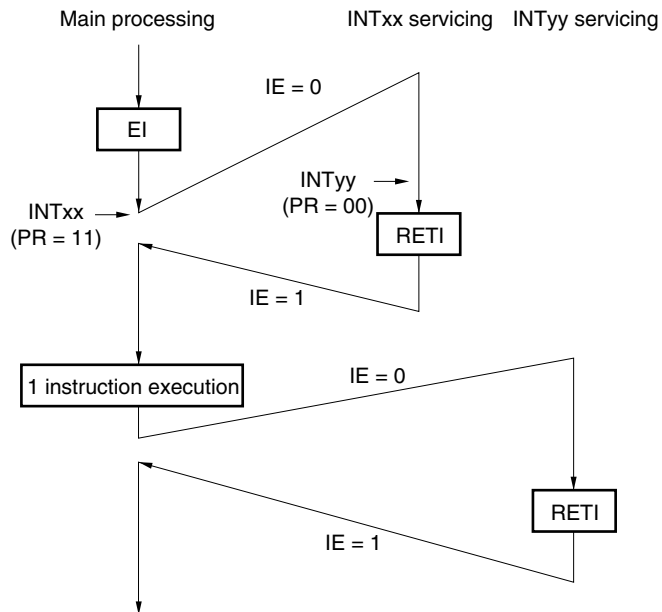 Main processing
INTxx servicing
INTyy servicing
IE = 0
EI
INTxx
(PR = 11)
INTyy
(PR = 00)
RETI
IE = 1
1 instruction execution
IE = 0
RETI
IE = 1